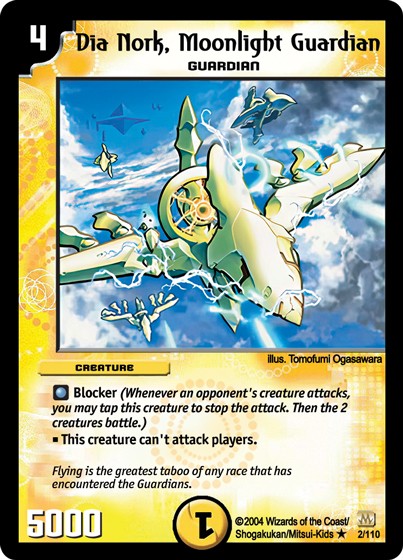 4 Dia Nork, Moonlight Guardian
GUARDIAN
illus. Tomofumi Ogasawara
CREATURE
Blocker (Whenever an opponent's creature attacks,
you may tap this creature to stop the attack. Then the 2
creatures battle.)
▪ This creature can't attack players.
Flying is the greatest taboo of any race that has
encountered the Guardians.
5000
1
©2004 Wizards of the Coast/
Shogakukan/Mitsui-Kids ★ M 2/110